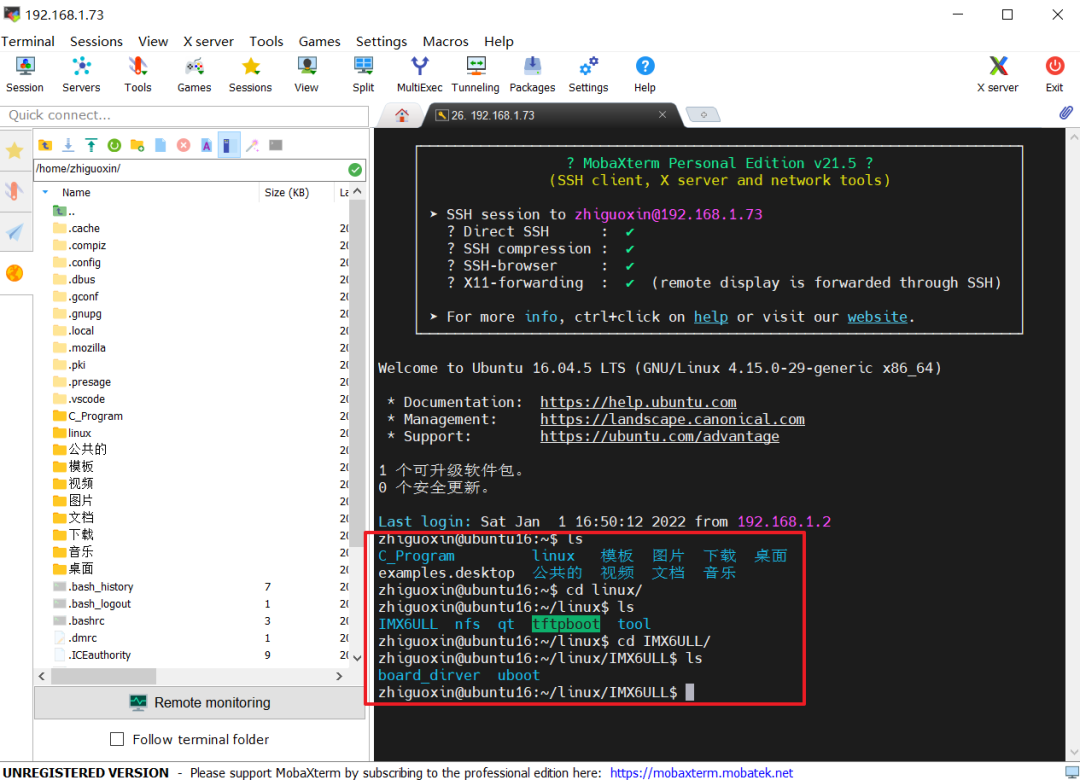 192.168.1.73
Terminal Sessions View X server Tools Games Settings Macros Help
Session Servers Tools Games Sessions View Split MultiExec Tunneling Packages Settings Help X server Exit
Quick connect...
26. 192.168.1.73
/home/zhiguoxin/
Name Size (KB) La
..
.cache 20
.compiz 20
.config 20
.dbus 20
.gconf 20
.gnupg 20
.local 20
.mozilla 20
.pki 20
.presage 20
.vscode 20
C_Program 20
linux 20
公共的 20
模板 20
视频 20
图片 20
文档 20
下载 20
音乐 20
桌面 20
.bash_history 7 20
.bash_logout 1 20
.bashrc 3 20
.dmrc 1 20
.ICEauthority 9 20
Remote monitoring
Follow terminal folder
? MobaXterm Personal Edition v21.5 ?
(SSH client, X server and network tools)
➤ SSH session to zhiguoxin@192.168.1.73
? Direct SSH : ✔
? SSH compression : ✔
? SSH-browser : ✔
? X11-forwarding : ✔ (remote display is forwarded through SSH)
➤ For more info, ctrl+click on help or visit our website.
Welcome to Ubuntu 16.04.5 LTS (GNU/Linux 4.15.0-29-generic x86_64)
* Documentation: https://help.ubuntu.com
* Management: https://landscape.canonical.com
* Support: https://ubuntu.com/advantage
1 个可升级软件包。
0 个安全更新。
Last login: Sat Jan 1 16:50:12 2022 from 192.168.1.2
zhiguoxin@ubuntu16:~$ ls
C_Program linux 模板 图片 下载 桌面
examples.desktop 公共的 视频 文档 音乐
zhiguoxin@ubuntu16:~$ cd linux/
zhiguoxin@ubuntu16:~/linux$ ls
IMX6ULL nfs qt tftpboot tool
zhiguoxin@ubuntu16:~/linux$ cd IMX6ULL/
zhiguoxin@ubuntu16:~/linux/IMX6ULL$ ls
board_dirver uboot
zhiguoxin@ubuntu16:~/linux/IMX6ULL$
UNREGISTERED VERSION - Please support MobaXterm by subscribing to the professional edition here: https://mobaxterm.mobatek.net